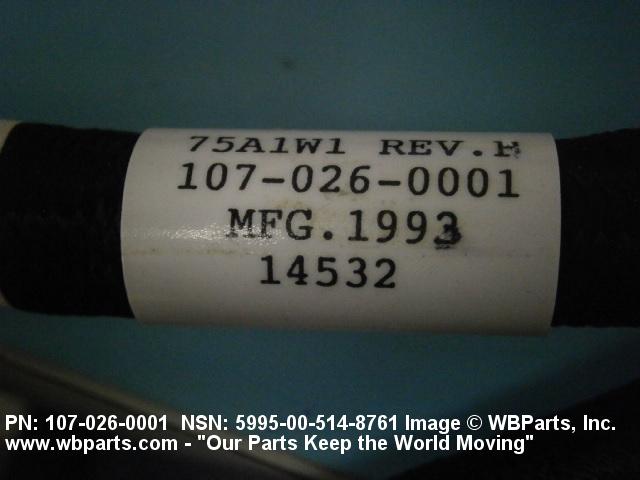 75A1W1 REV.H
107-026-0001
MFG.1993
14532
PN: 107-026-0001 NSN: 5995-00-514-8761 Image © WBParts, Inc.
www.wbparts.com - "Our Parts Keep the World Moving"